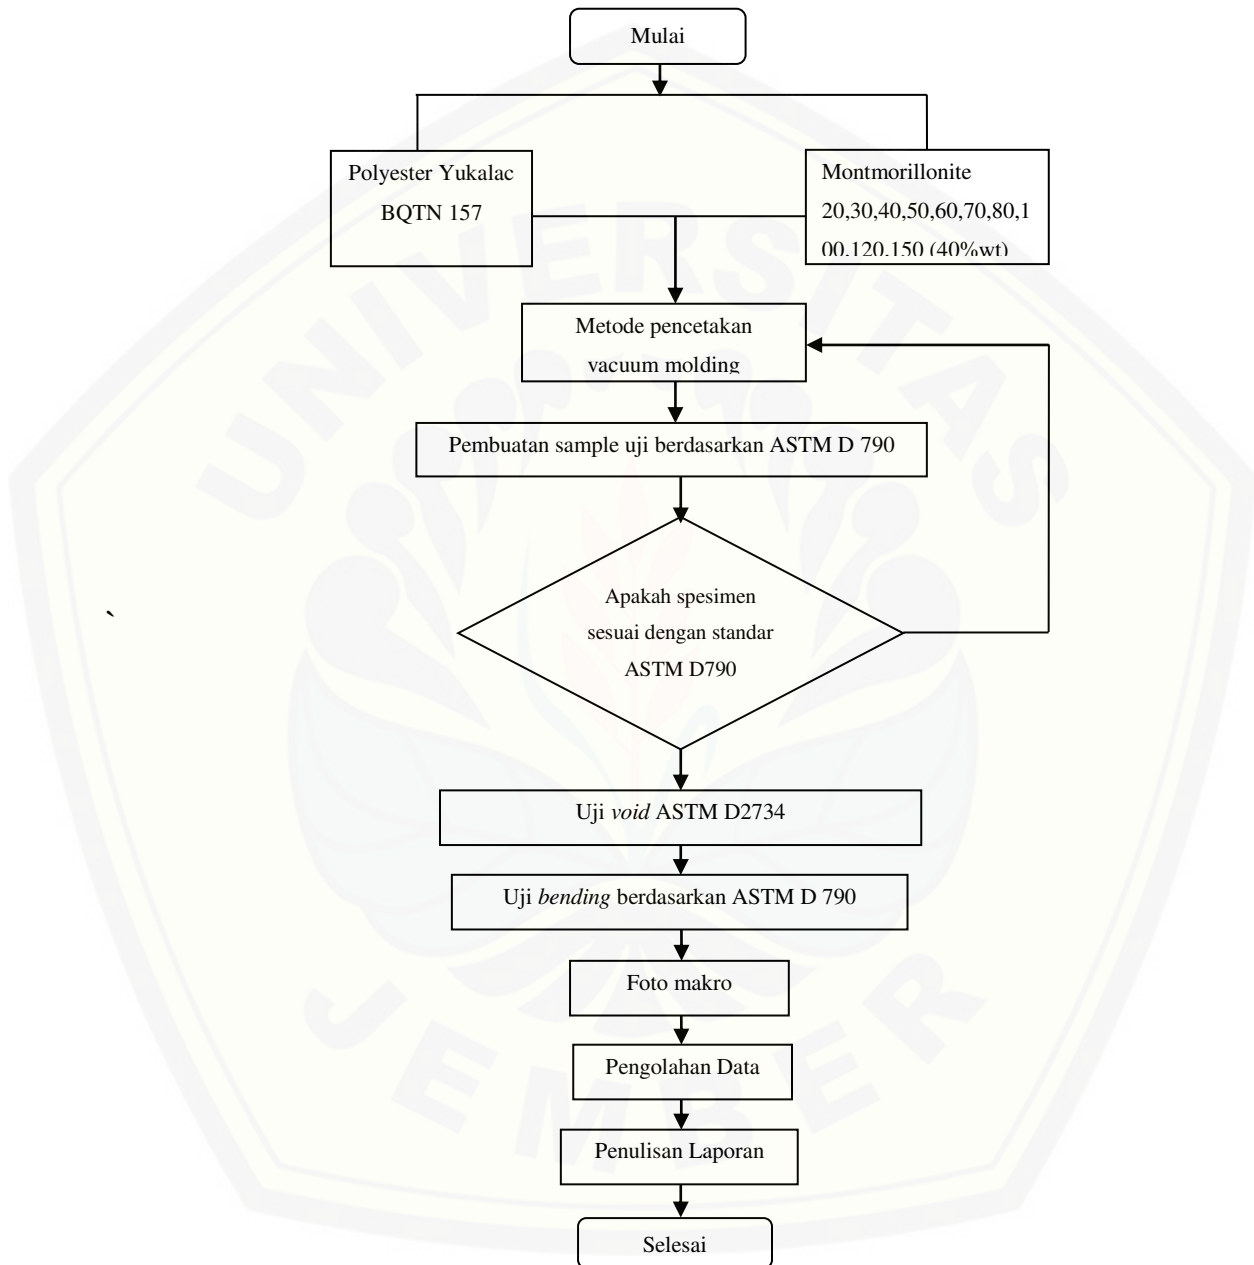 Mulai
Polyester Yukalac
BQTN 157
Montmorillonite
20,30,40,50,60,70,80,1
00,120,150 (40%wt)
Metode pencetakan
vacuum molding
Pembuatan sample uji berdasarkan ASTM D 790
Apakah spesimen
sesuai dengan standar
ASTM D790
`
Uji void ASTM D2734
Uji bending berdasarkan ASTM D 790
Foto makro
Pengolahan Data
Penulisan Laporan
Selesai
UNIVERSITAS
JEMBER